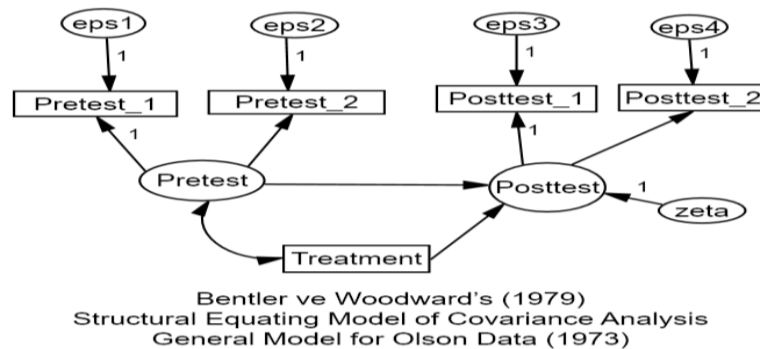 eps1 eps2 eps3 eps4
1 1 1 1
Pretest_1 Pretest_2 Posttest_1 Posttest_2
1 1
Pretest Posttest 1
zeta
Treatment
Bentler ve Woodward's (1979)
Structural Equating Model of Covariance Analysis
General Model for Olson Data (1973)